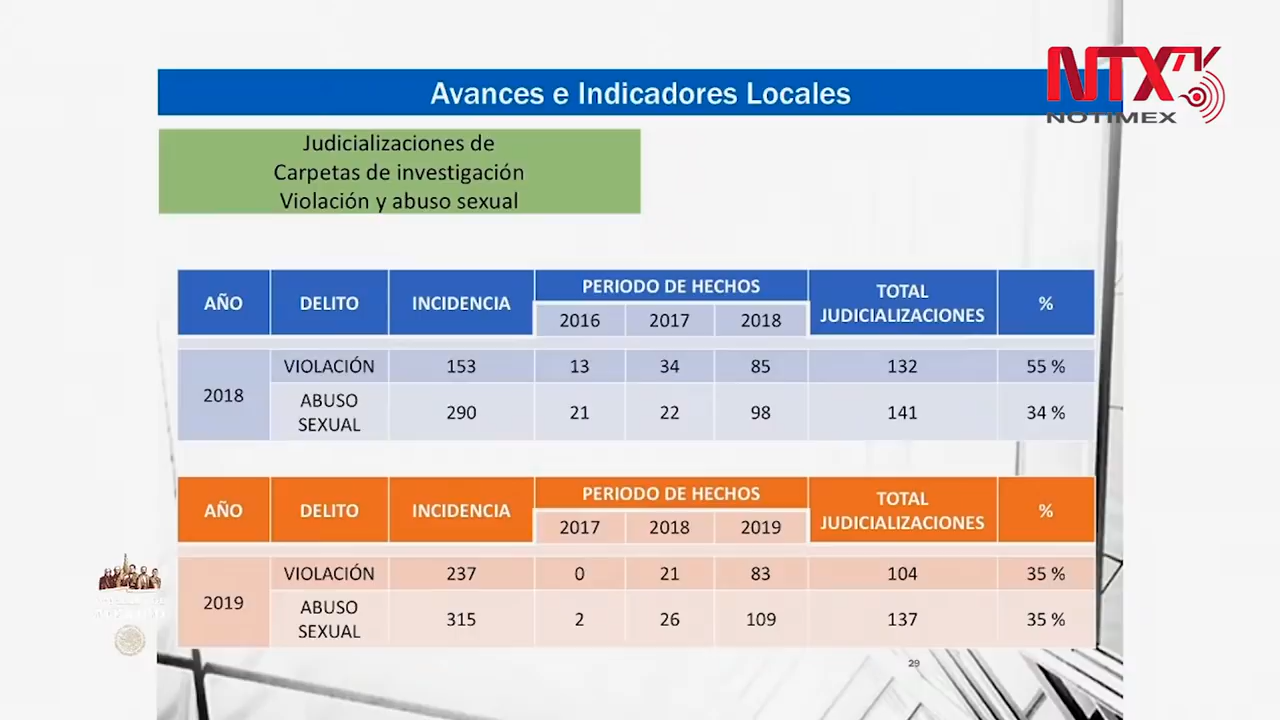 NTXTV
NOTIMEX
Avances e Indicadores Locales
Judicializaciones de
Carpetas de investigación
Violación y abuso sexual
AÑO DELITO INCIDENCIA PERIODO DE HECHOS TOTAL JUDICIALIZACIONES %
2016 2017 2018
2018 VIOLACIÓN 153 13 34 85 132 55 %
ABUSO SEXUAL 290 21 22 98 141 34 %
AÑO DELITO INCIDENCIA PERIODO DE HECHOS TOTAL JUDICIALIZACIONES %
2017 2018 2019
2019 VIOLACIÓN 237 0 21 83 104 35 %
ABUSO SEXUAL 315 2 26 109 137 35 %
29